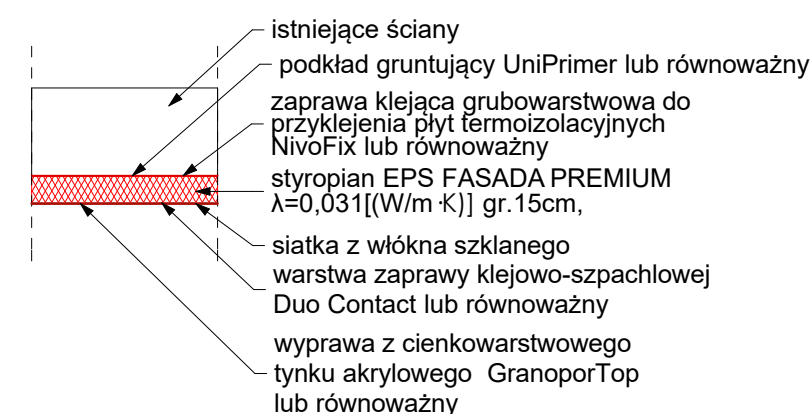 istniejące ściany
podkład gruntujący UniPrimer lub równoważny
zaprawa klejąca grubowarstwowa do
przyklejenia płyt termoizolacyjnych
NivoFix lub równoważny
styropian EPS FASADA PREMIUM
λ=0,031[(W/m·K)] gr.15cm,
siatka z włókna szklanego
warstwa zaprawy klejowo-szpachlowej
Duo Contact lub równoważny
wyprawa z cienkowarstwowego
tynku akrylowego GranoporTop
lub równoważny